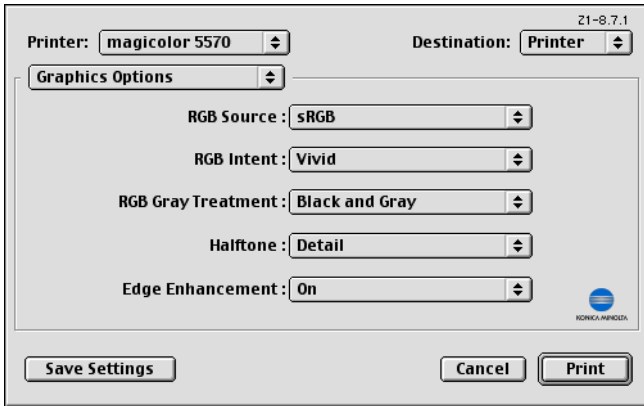 Z1-8.7.1
Printer: magicolor 5570 Destination: Printer
Graphics Options
RGB Source : sRGB
RGB Intent : Vivid
RGB Gray Treatment : Black and Gray
Halftone : Detail
Edge Enhancement : On
KONICA MINOLTA
Save Settings Cancel Print